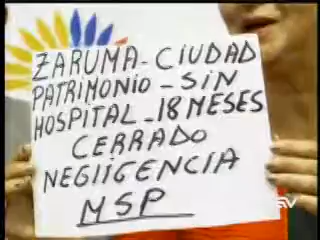 ZARUMA - CIUDAD
PATRIMONIO - SIN
HOSPITAL - 18 MESES
CERRADO
NEGLIGENCIA
MSP